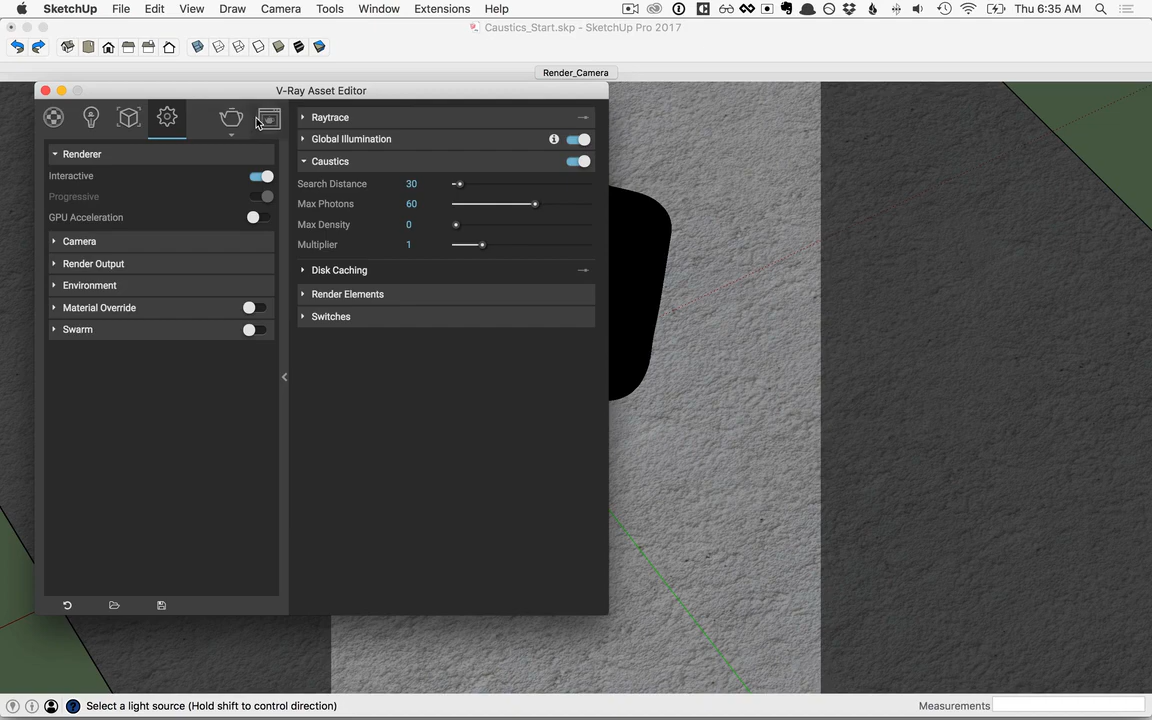 SketchUp File Edit View Draw Camera Tools Window Extensions Help Thu 6:35 AM
Caustics_Start.skp - SketchUp Pro 2017
Render_Camera
V-Ray Asset Editor
Renderer
Interactive
Progressive
GPU Acceleration
Camera
Render Output
Environment
Material Override
Swarm
Raytrace
Global Illumination
Caustics
Search Distance 30
Max Photons 60
Max Density 0
Multiplier 1
Disk Caching
Render Elements
Switches
Select a light source (Hold shift to control direction)
Measurements